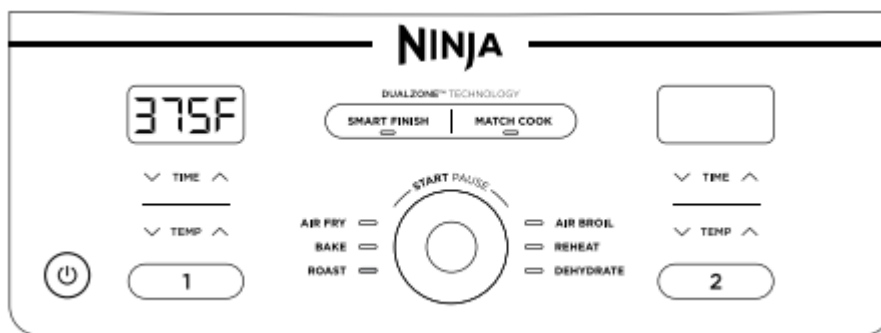 NINJA
DUALZONE™ TECHNOLOGY
375F
SMART FINISH MATCH COOK
TIME
TEMP
1
START PAUSE
AIR FRY
BAKE
ROAST
AIR BROIL
REHEAT
DEHYDRATE
TIME
TEMP
2